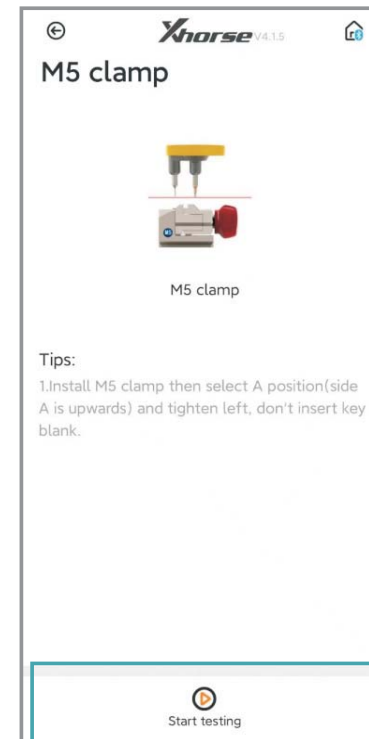 Xhorse V4.1.5
M5 clamp
M5
M5 clamp
Tips:
1.Install M5 clamp then select A position(side
A is upwards) and tighten left, don't insert key
blank.
Start testing